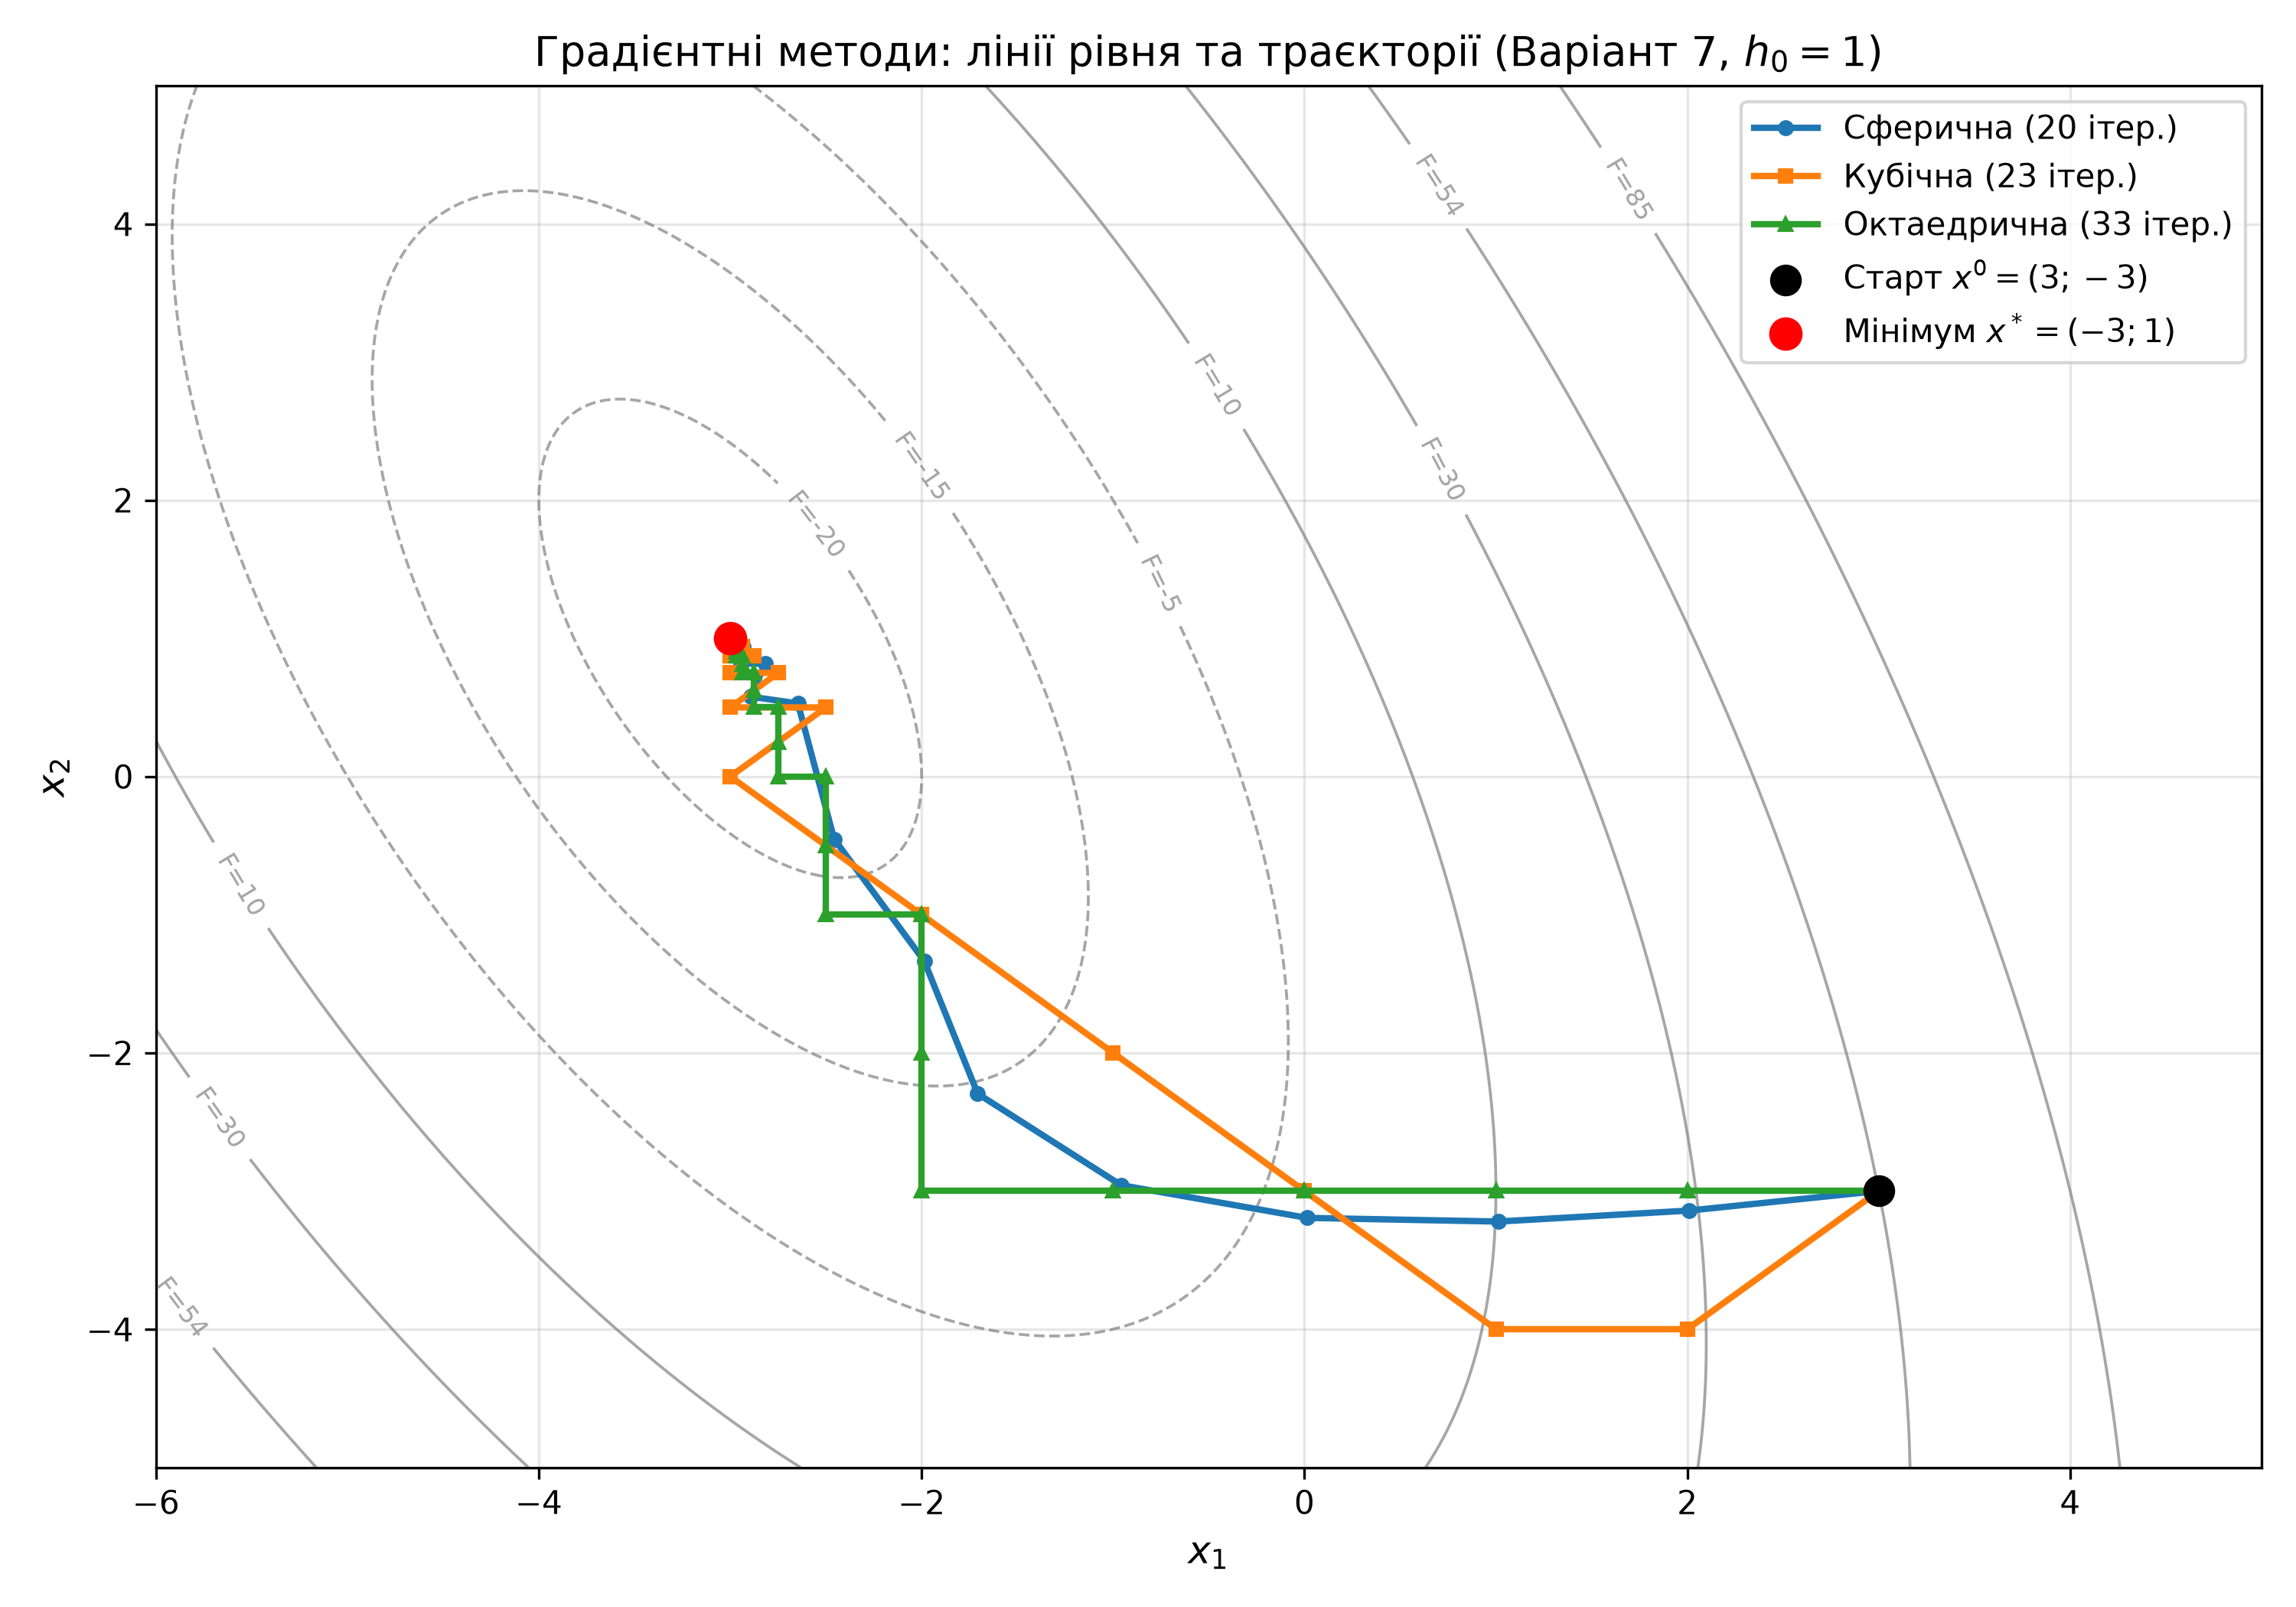 Градієнтні методи: лінії рівня та траєкторії (Варіант 7, h₀ = 1)
Сферична (20 ітер.)
Кубічна (23 ітер.)
Октаедрична (33 ітер.)
Старт x⁰ = (3; −3)
Мінімум x* = (−3; 1)
F=54
F=85
F=10
F=30
F=-15
F=-20
F=-5
F=10
F=30
F=54
4
2
0
−2
−4
x₂
−6
−4
−2
0
2
4
x₁